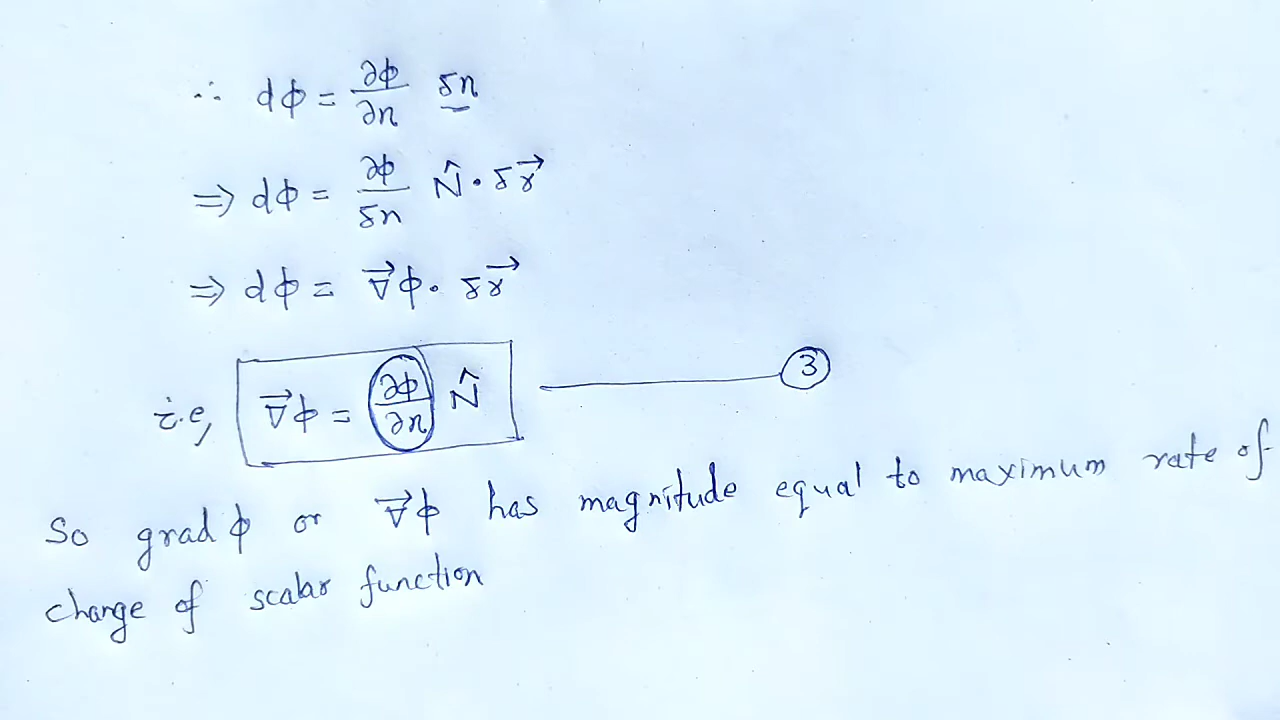 ∴ dϕ = ∂ϕ/∂n δn
⇒ dϕ = ∂ϕ/δn N̂ · δr⃗
⇒ dϕ = ∇⃗ϕ · δr⃗
i.e, ∇⃗ϕ = ∂ϕ/∂n N̂ ——— ③
So grad ϕ or ∇⃗ϕ has magnitude equal to maximum rate of
change of scalar function